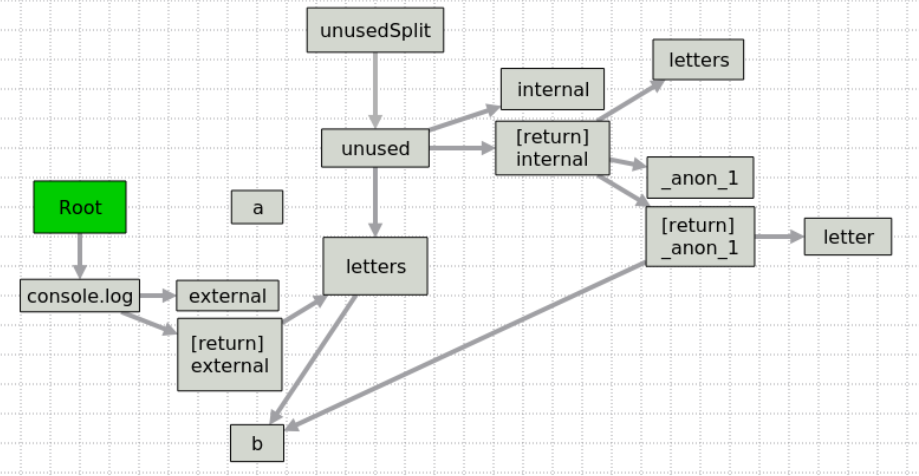 unusedSplit
letters
internal
unused
[return]
internal
_anon_1
Root
a
[return]
_anon_1
letter
letters
console.log
external
[return]
external
b